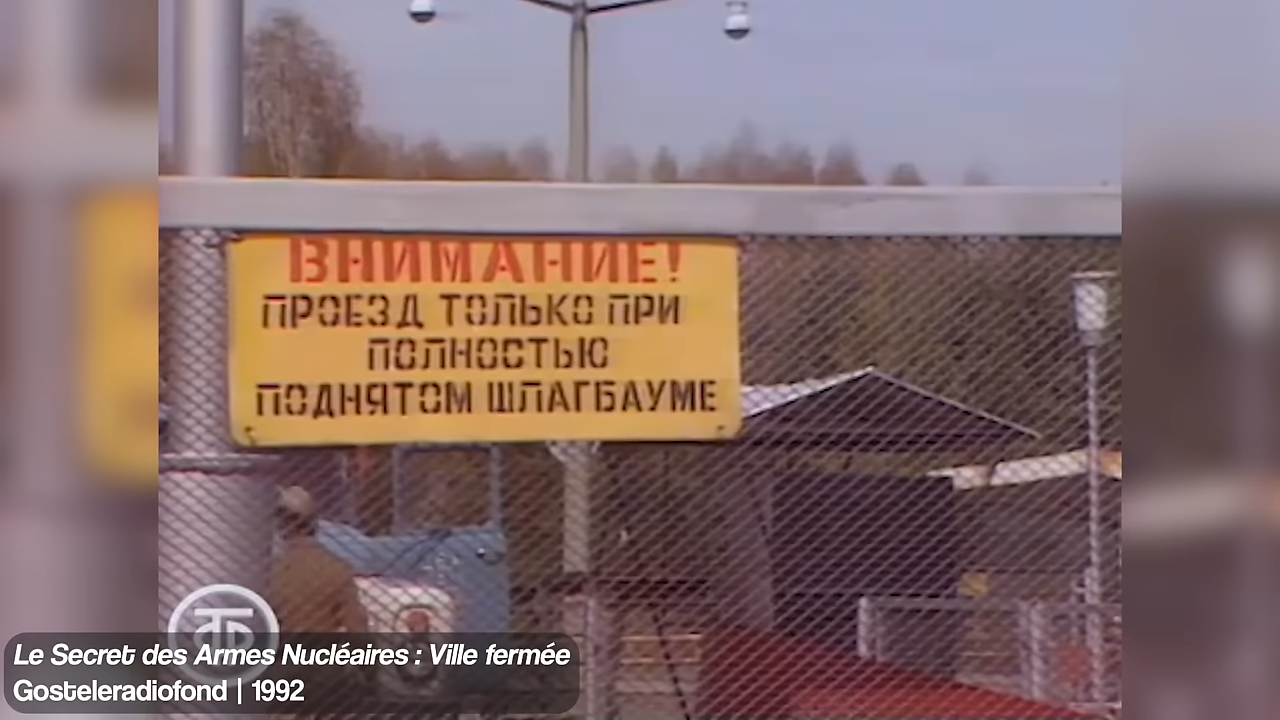 ВНИМАНИЕ!
ПРОЕЗД ТОЛЬКО ПРИ
ПОЛНОСТЬЮ
ПОДНЯТОМ ШЛАГБАУМЕ
Le Secret des Armes Nucléaires : Ville fermée
Gosteleradiofond | 1992